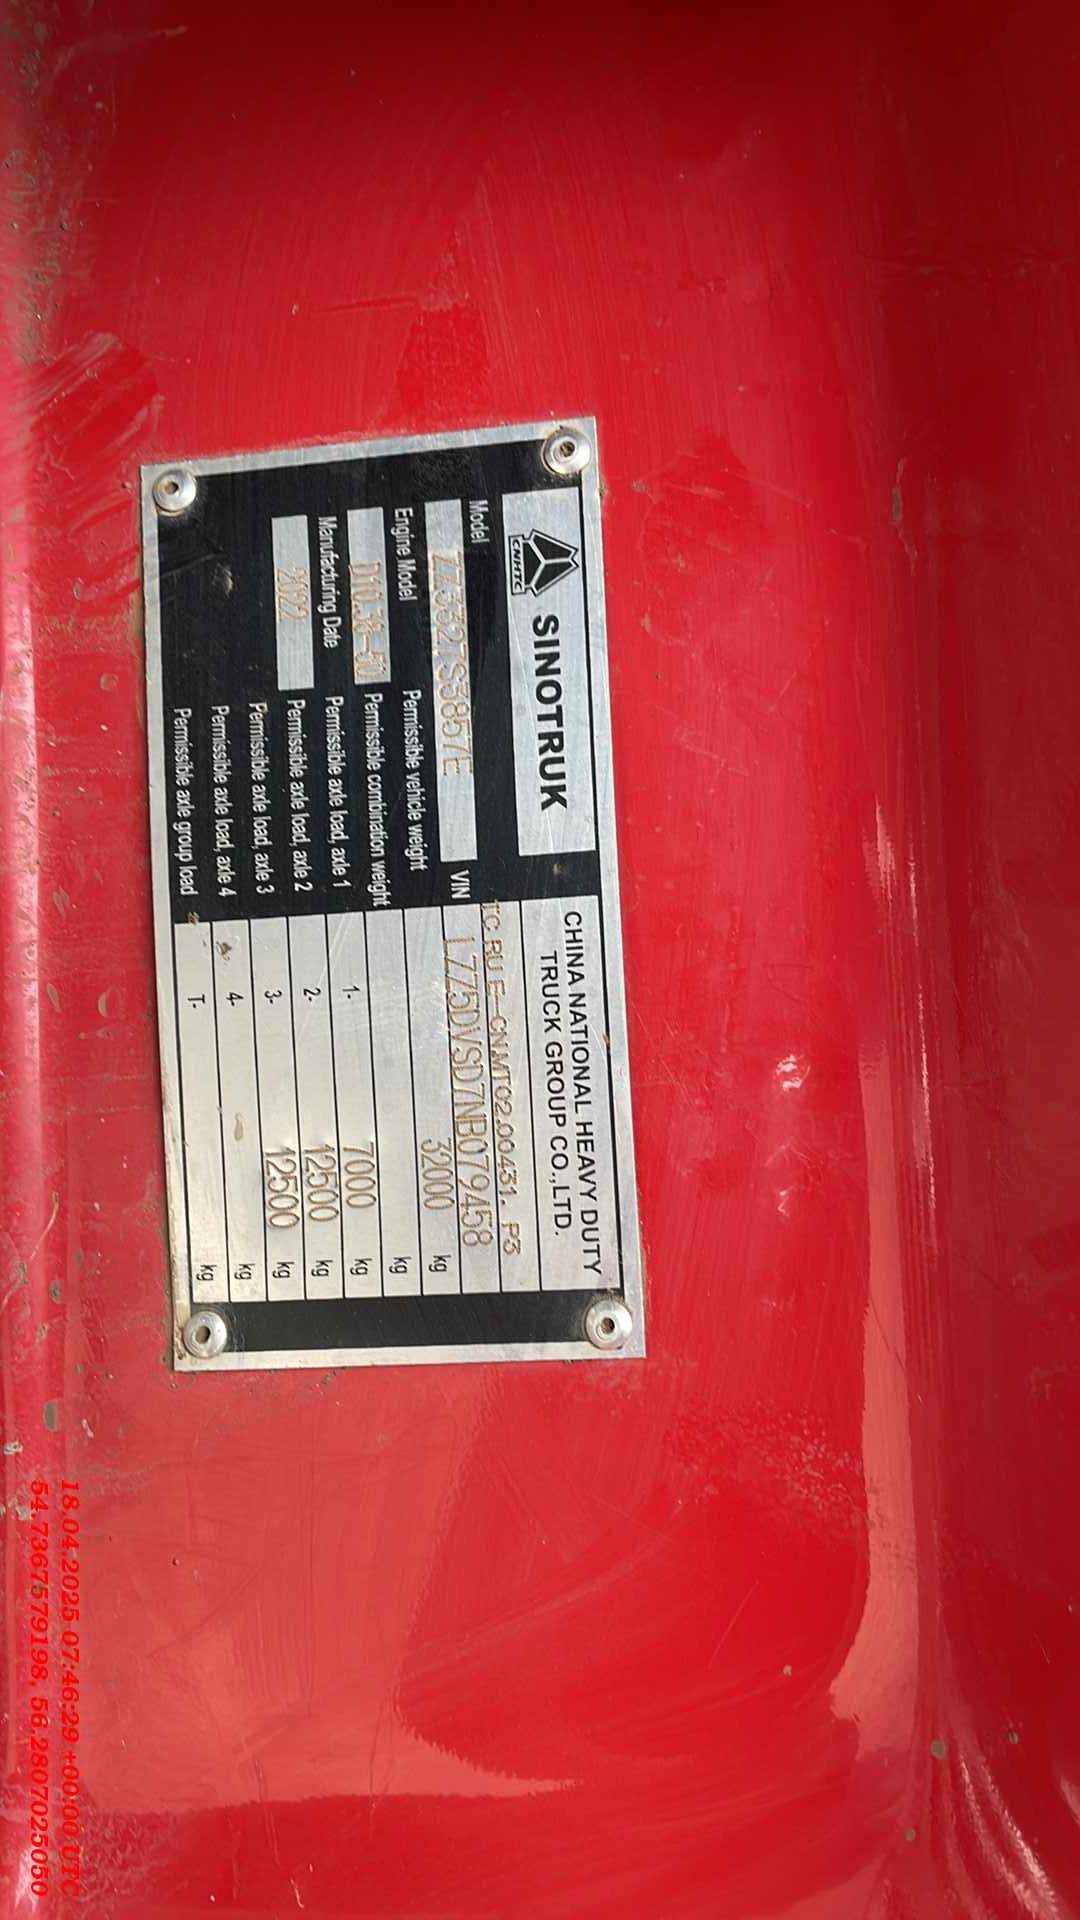 CNHTC
SINOTRUK
CHINA NATIONAL HEAVY DUTY
TRUCK GROUP CO.,LTD.
TC RU E-CN.MT02.00431. P3
Model
ZZ3327S3857E
VIN
LZZ5DVSD7NB079458
Engine Model
D10.38-50
Permissible vehicle weight
32000 kg
Permissible combination weight
kg
Manufacturing Date
2022
Permissible axle load, axle 1
1- 7000 kg
Permissible axle load, axle 2
2- 12500 kg
Permissible axle load, axle 3
3- 12500 kg
Permissible axle load, axle 4
4- kg
Permissible axle group load
T- kg
18.04.2025 07:46:29 +00:00 UTC
54.7367579198, 56.2807025050